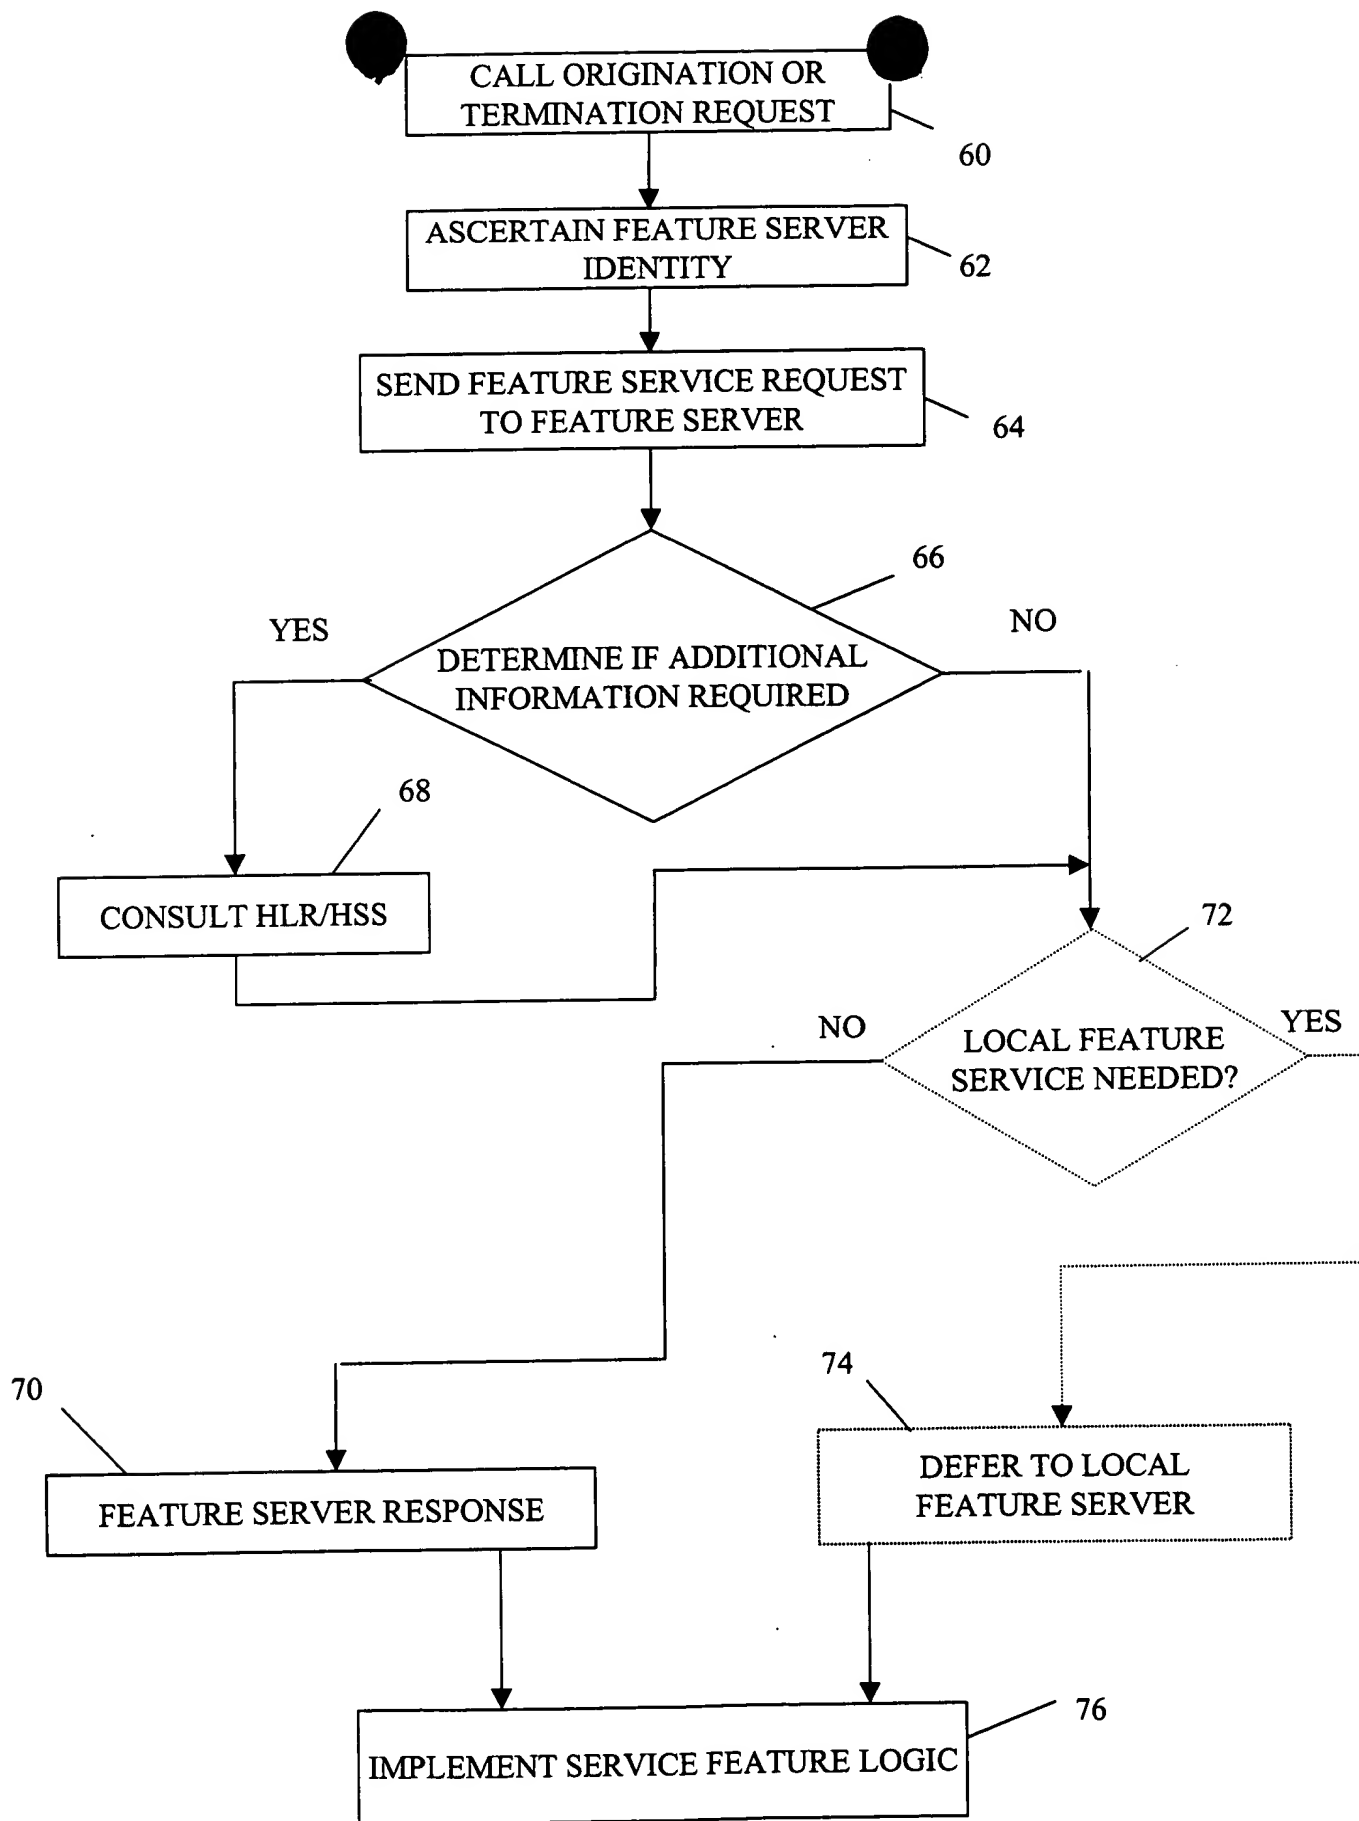 CALL ORIGINATION OR
TERMINATION REQUEST
60
ASCERTAIN FEATURE SERVER
IDENTITY
62
SEND FEATURE SERVICE REQUEST
TO FEATURE SERVER
64
66
YES
NO
DETERMINE IF ADDITIONAL
INFORMATION REQUIRED
68
CONSULT HLR/HSS
72
NO
YES
LOCAL FEATURE
SERVICE NEEDED?
74
70
DEFER TO LOCAL
FEATURE SERVER
FEATURE SERVER RESPONSE
76
IMPLEMENT SERVICE FEATURE LOGIC